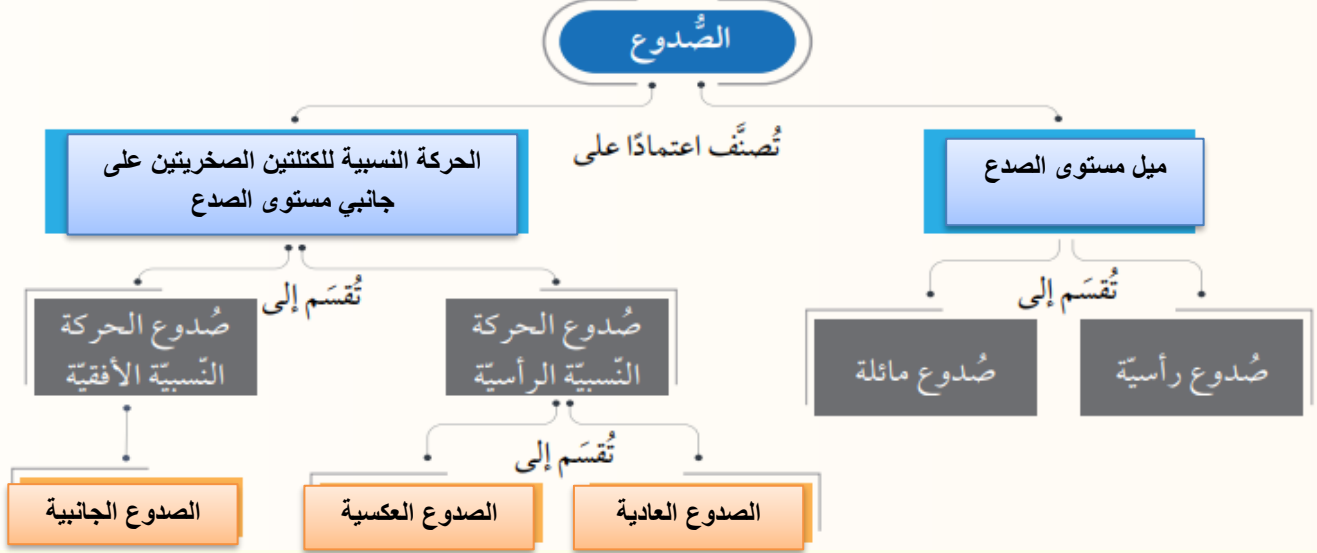 الصُّدوع
تُصنَّف اعتمادًا على
ميل مستوى الصدع
الحركة النسبية للكتلتين الصخريتين على
جانبي مستوى الصدع
تُقسَم إلى
صُدوع رأسيّة
صُدوع مائلة
تُقسَم إلى
صُدوع الحركة
النّسبيّة الرأسيّة
صُدوع الحركة
النّسبيّة الأفقيّة
تُقسَم إلى
الصدوع العادية
الصدوع العكسية
الصدوع الجانبية